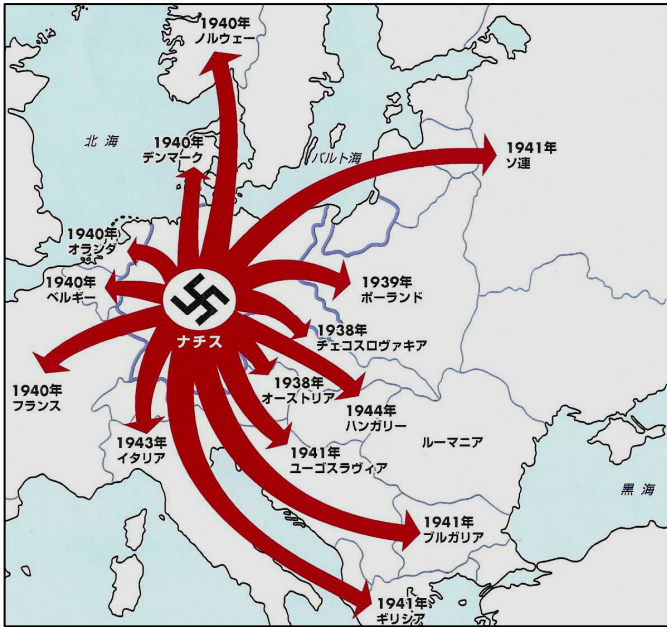 1940年
ノルウェー
北海
1940年
デンマーク
バルト海
1941年
ソ連
1940年
オランダ
1940年
ベルギー
1939年
ポーランド
ナチス
1938年
チェコスロヴァキア
1940年
フランス
1938年
オーストリア
1944年
ハンガリー
1943年
イタリア
1941年
ユーゴスラヴィア
ルーマニア
黒海
1941年
ブルガリア
1941年
ギリシア